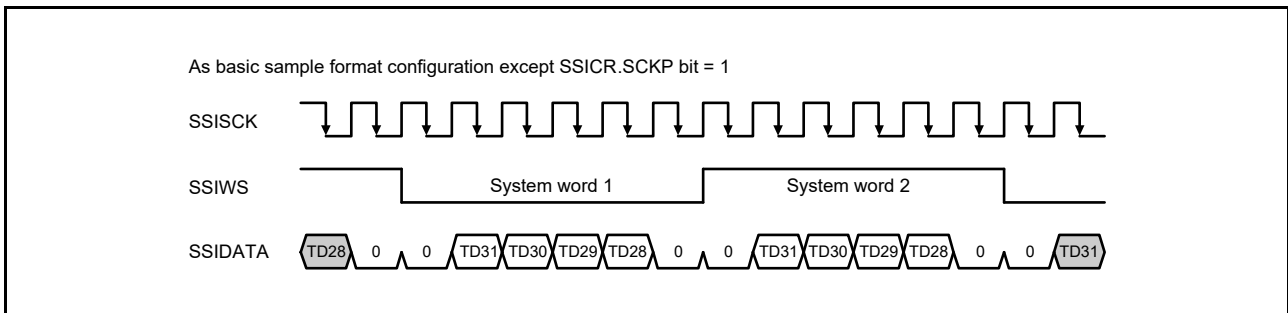 As basic sample format configuration except SSICR.SCKP bit = 1
SSISCK
SSIWS System word 1 System word 2
SSIDATA TD28 0 0 TD31 TD30 TD29 TD28 0 0 TD31 TD30 TD29 TD28 0 0 TD31